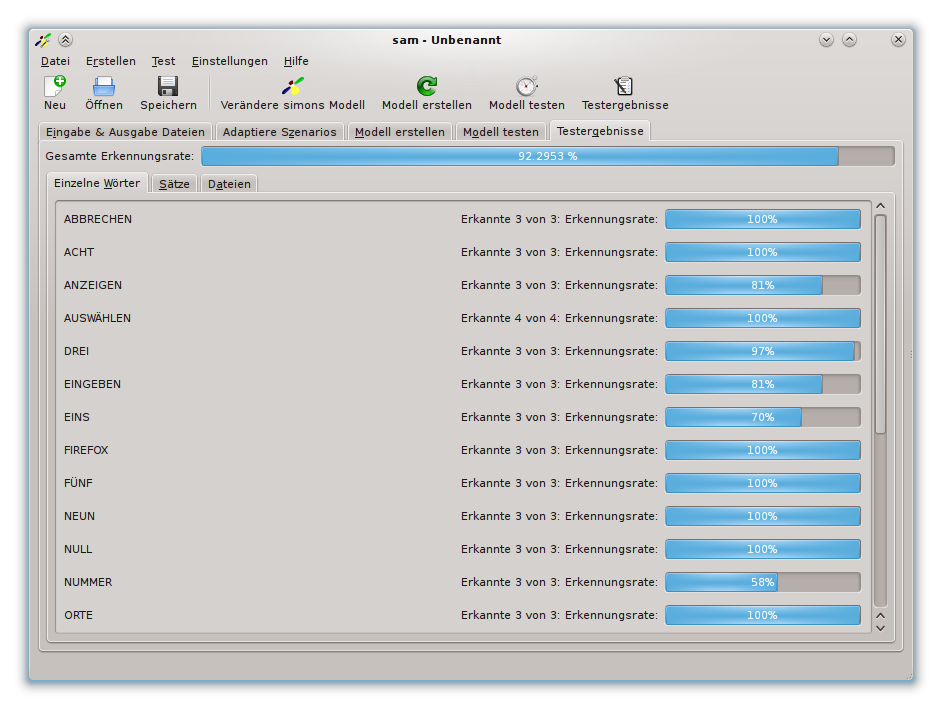 sam - Unbenannt
Datei Erstellen Test Einstellungen Hilfe
Neu Öffnen Speichern Verändere simons Modell Modell erstellen Modell testen Testergebnisse
Eingabe & Ausgabe Dateien Adaptiere Szenarios Modell erstellen Modell testen Testergebnisse
Gesamte Erkennungsrate: 92.2953 %
Einzelne Wörter Sätze Dateien
ABBRECHEN Erkannte 3 von 3: Erkennungsrate: 100%
ACHT Erkannte 3 von 3: Erkennungsrate: 100%
ANZEIGEN Erkannte 3 von 3: Erkennungsrate: 81%
AUSWÄHLEN Erkannte 4 von 4: Erkennungsrate: 100%
DREI Erkannte 3 von 3: Erkennungsrate: 97%
EINGEBEN Erkannte 3 von 3: Erkennungsrate: 81%
EINS Erkannte 3 von 3: Erkennungsrate: 70%
FIREFOX Erkannte 3 von 3: Erkennungsrate: 100%
FÜNF Erkannte 3 von 3: Erkennungsrate: 100%
NEUN Erkannte 3 von 3: Erkennungsrate: 100%
NULL Erkannte 3 von 3: Erkennungsrate: 100%
NUMMER Erkannte 3 von 3: Erkennungsrate: 58%
ORTE Erkannte 3 von 3: Erkennungsrate: 100%